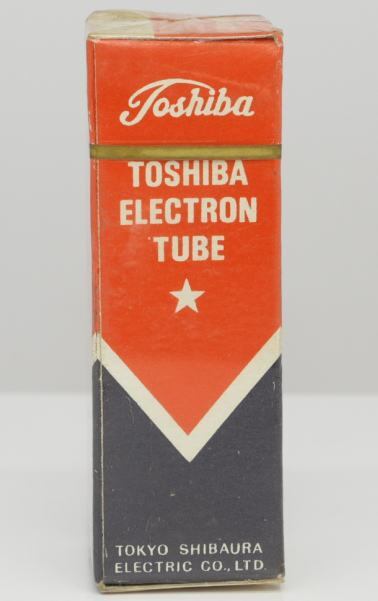 Toshiba
TOSHIBA
ELECTRON
TUBE
TOKYO SHIBAURA
ELECTRIC CO., LTD.